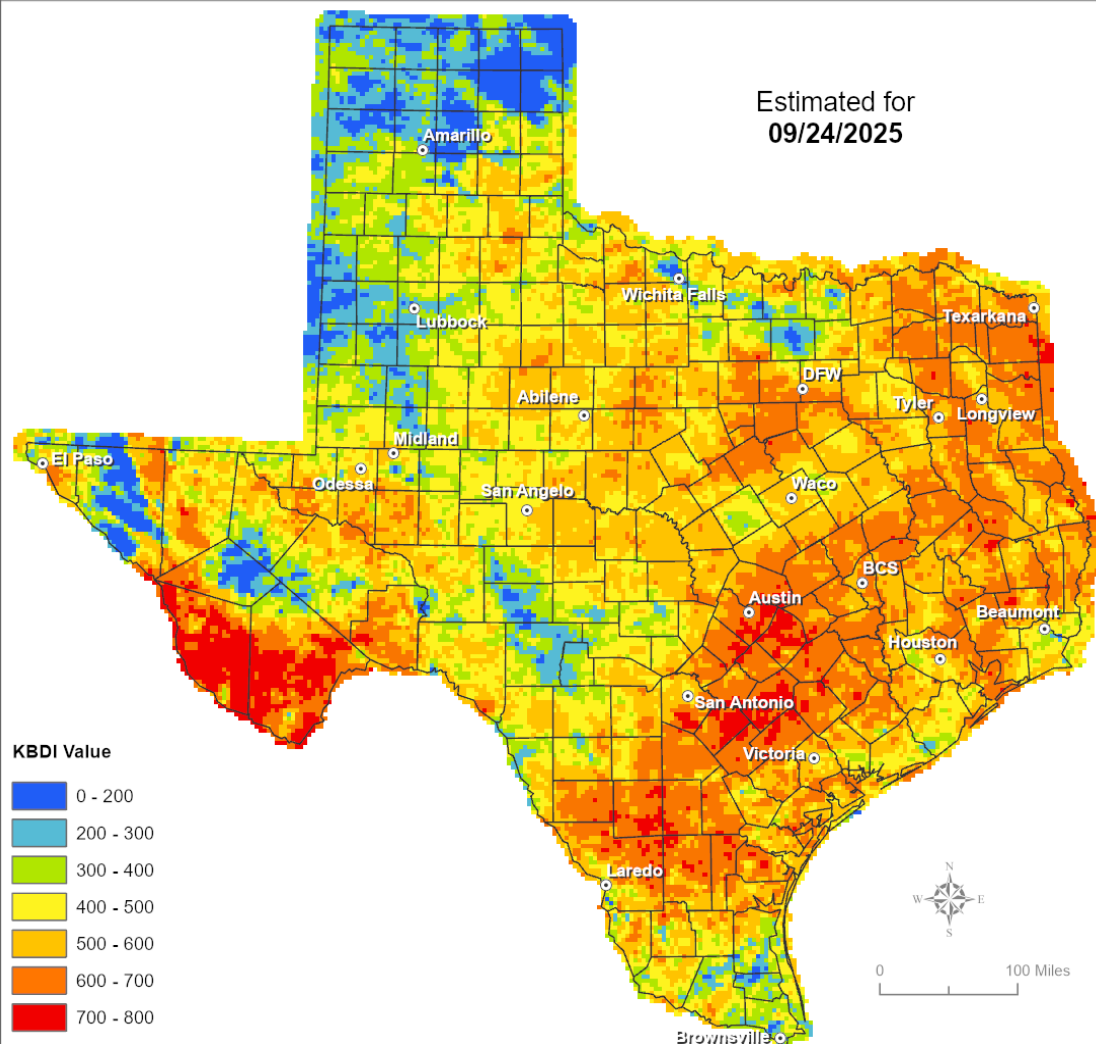 Estimated for
09/24/2025
Amarillo
Wichita Falls
Lubbock
Texarkana
DFW
Abilene
Tyler
Longview
Midland
El Paso
Odessa
San Angelo
Waco
BCS
Austin
Beaumont
Houston
San Antonio
Victoria
KBDI Value
0 - 200
200 - 300
300 - 400
400 - 500
500 - 600
600 - 700
700 - 800
Laredo
N
W E
S
0 100 Miles
Brownsville